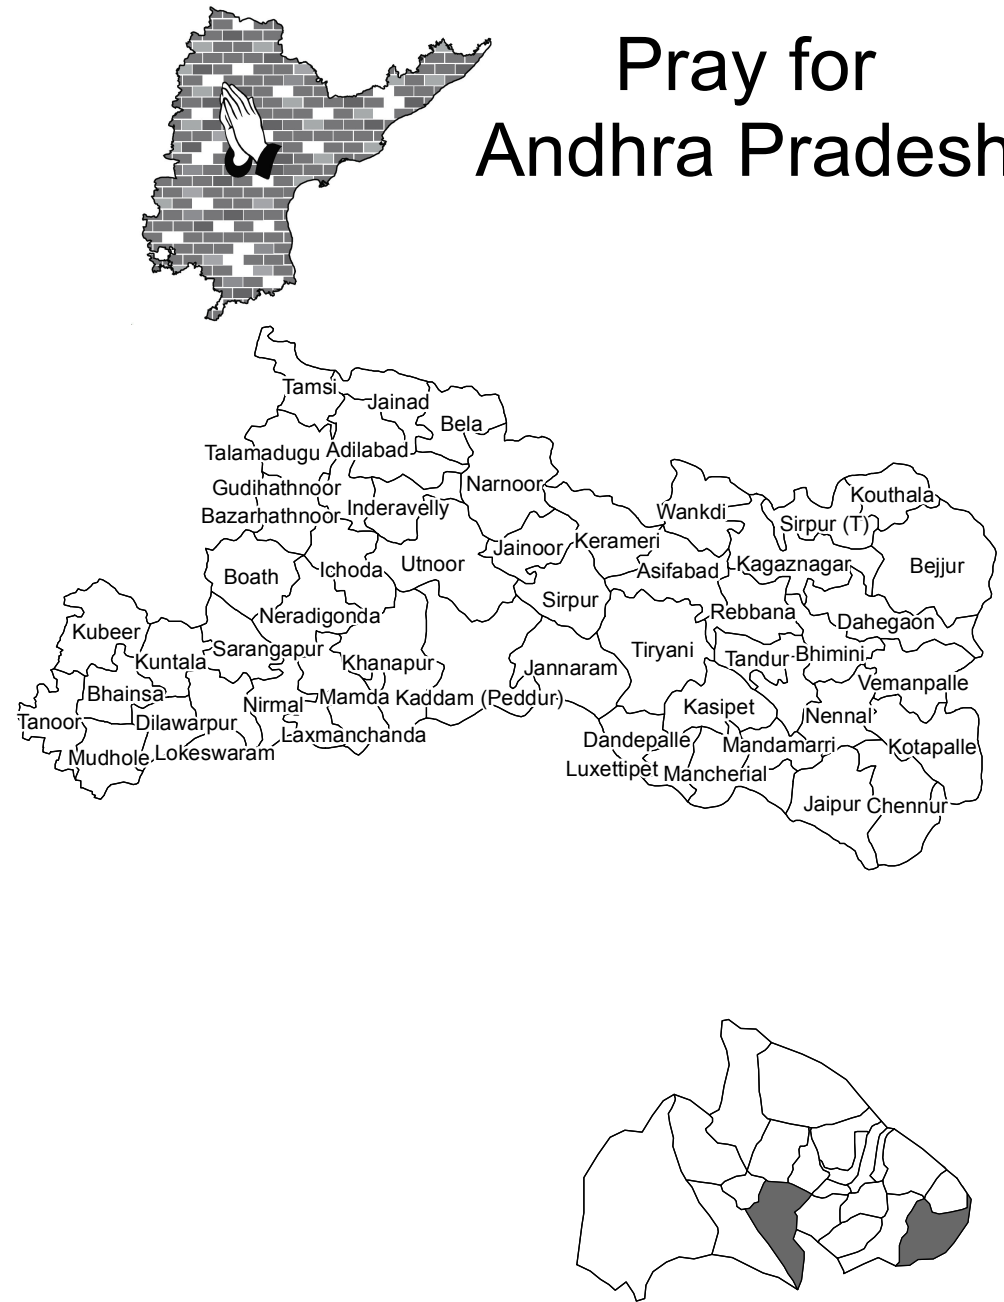 Pray for
Andhra Pradesh
Tamsi
Jainad
Bela
Talamadugu
Adilabad
Gudihathnoor
Narnoor
Bazarhathnoor
Inderavelly
Wankdi
Kouthala
Sirpur (T)
Jainoor
Kerameri
Boath
Ichoda
Utnoor
Asifabad
Kagaznagar
Bejjur
Neradigonda
Sirpur
Rebbana
Dahegaon
Kubeer
Kuntala
Sarangapur
Khanapur
Jannaram
Tiryani
Tandur
Bhimini
Bhainsa
Nirmal
Mamda
Kaddam (Peddur)
Vemanpalle
Tanoor
Dilawarpur
Laxmanchanda
Kasipet
Nennal
Mudhole
Lokeswaram
Dandepalle
Mandamarri
Kotapalle
Luxettipet
Mancherial
Jaipur
Chennur